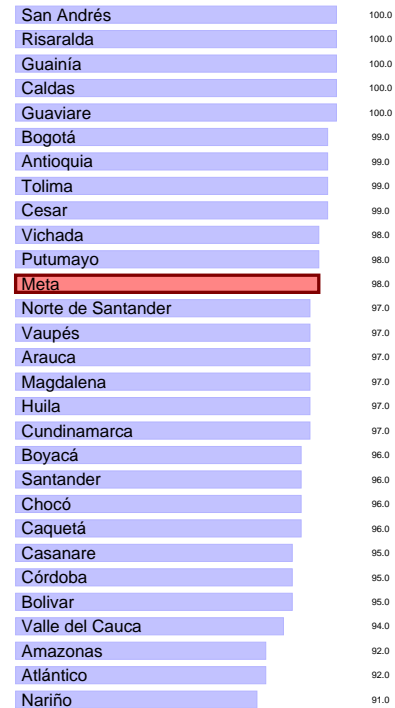 San Andrés 100.0
Risaralda 100.0
Guainía 100.0
Caldas 100.0
Guaviare 100.0
Bogotá 99.0
Antioquia 99.0
Tolima 99.0
Cesar 99.0
Vichada 98.0
Putumayo 98.0
Meta 98.0
Norte de Santander 97.0
Vaupés 97.0
Arauca 97.0
Magdalena 97.0
Huila 97.0
Cundinamarca 97.0
Boyacá 96.0
Santander 96.0
Chocó 96.0
Caquetá 96.0
Casanare 95.0
Córdoba 95.0
Bolivar 95.0
Valle del Cauca 94.0
Amazonas 92.0
Atlántico 92.0
Nariño 91.0